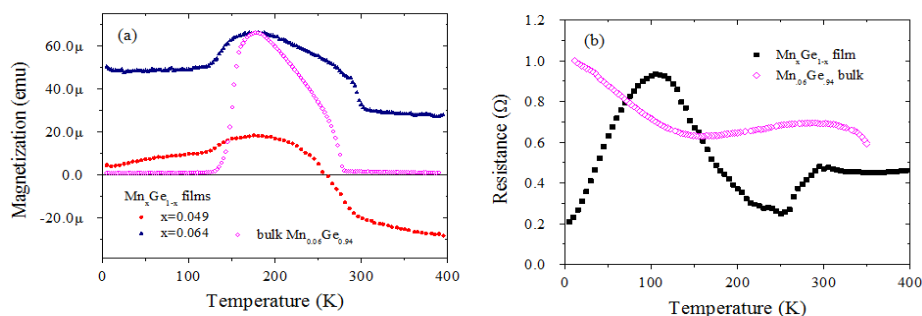 (a)
60.0μ
40.0μ
20.0μ
0.0
-20.0μ
Magnetization (emu)
MnxGe1-x films
x=0.049
x=0.064
bulk Mn0.06Ge0.94
0 100 200 300 400
Temperature (K)
(b)
1.2
1.0
0.8
0.6
0.4
0.2
0.0
Resistance (Ω)
MnxGe1-x film
Mn.06Ge.94 bulk
0 100 200 300 400
Temperature (K)